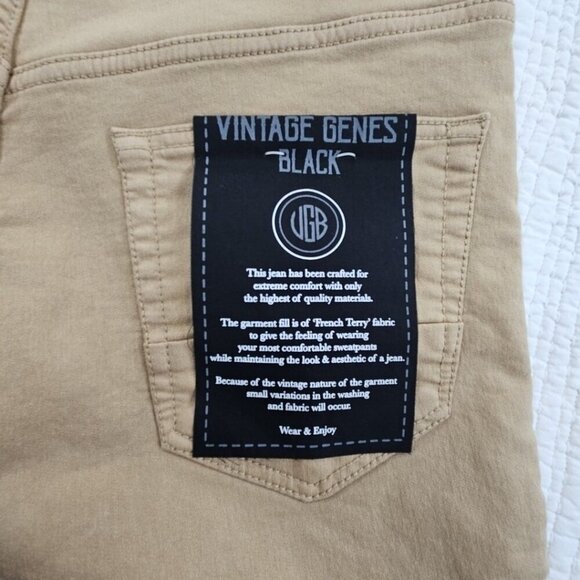 VINTAGE GENES
BLACK
UGB
This jean has been crafted for
extreme comfort with only
the highest of quality materials.
The garment fill is of 'French Terry' fabric
to give the feeling of wearing
your most comfortable sweatpants
while maintaining the look & aesthetic of a jean.
Because of the vintage nature of the garment
small variations in the washing
and fabric will occur.
Wear & Enjoy